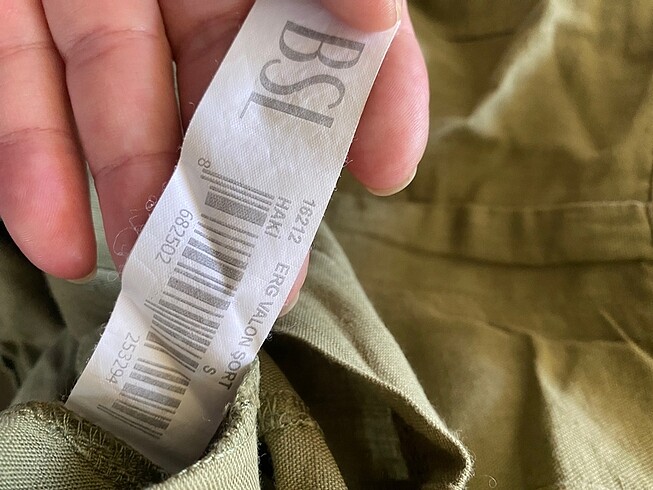 BSL
16212 ERG VALON ŞORT
HAKİ S
8 682502 253294